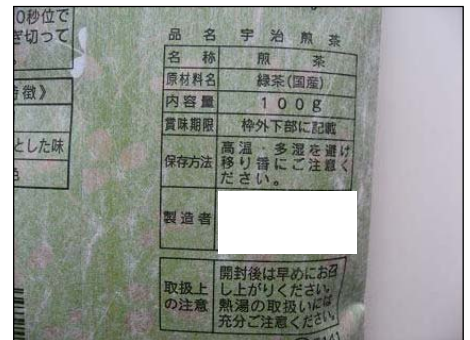 0秒位で
ぎ切って
特徴》
とした味
品名 宇治煎茶
名称 煎茶
原材料名 緑茶(国産)
内容量 100g
賞味期限 枠外下部に記載
保存方法 高温・多湿を避け
移り香にご注意く
ださい。
製造者
取扱上
の注意
開封後は早めにお召
し上がりください。
熱湯の取扱いには
充分ご注意ください。